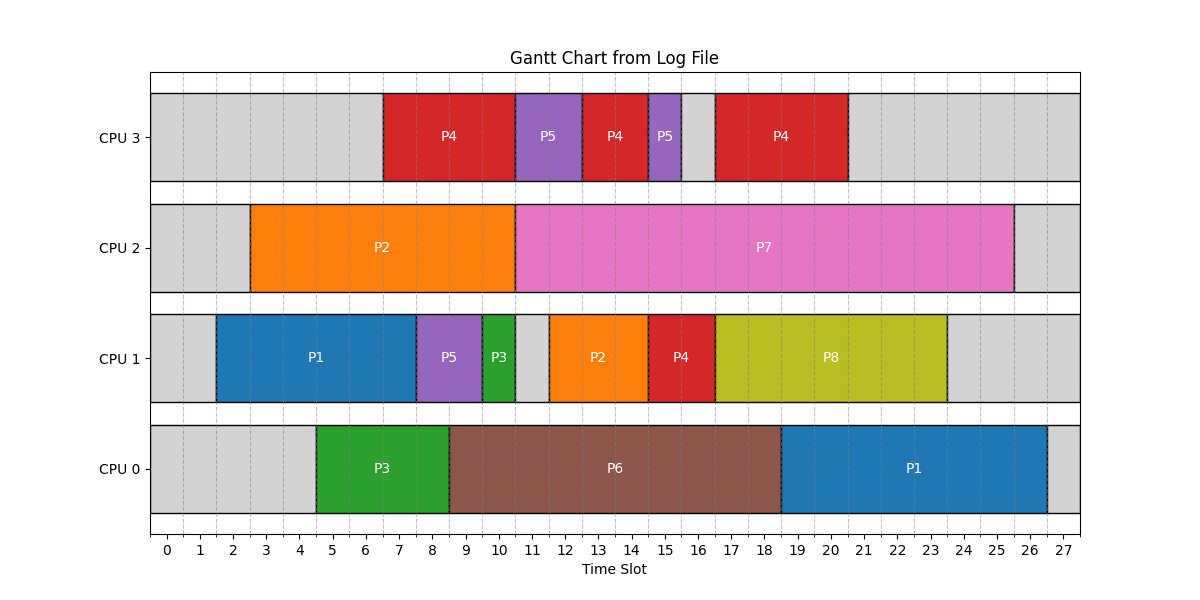 Gantt Chart from Log File
CPU 3 P4 P5 P4 P5 P4
CPU 2 P2 P7
CPU 1 P1 P5 P3 P2 P4 P8
CPU 0 P3 P6 P1
0 1 2 3 4 5 6 7 8 9 10 11 12 13 14 15 16 17 18 19 20 21 22 23 24 25 26 27
Time Slot